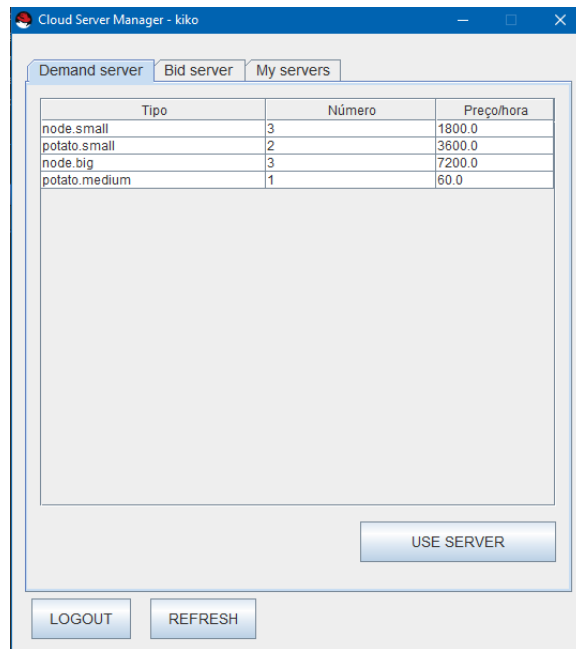 Cloud Server Manager - kiko
Demand server Bid server My servers
Tipo Número Preço/hora
node.small 3 1800.0
potato.small 2 3600.0
node.big 3 7200.0
potato.medium 1 60.0
USE SERVER
LOGOUT REFRESH